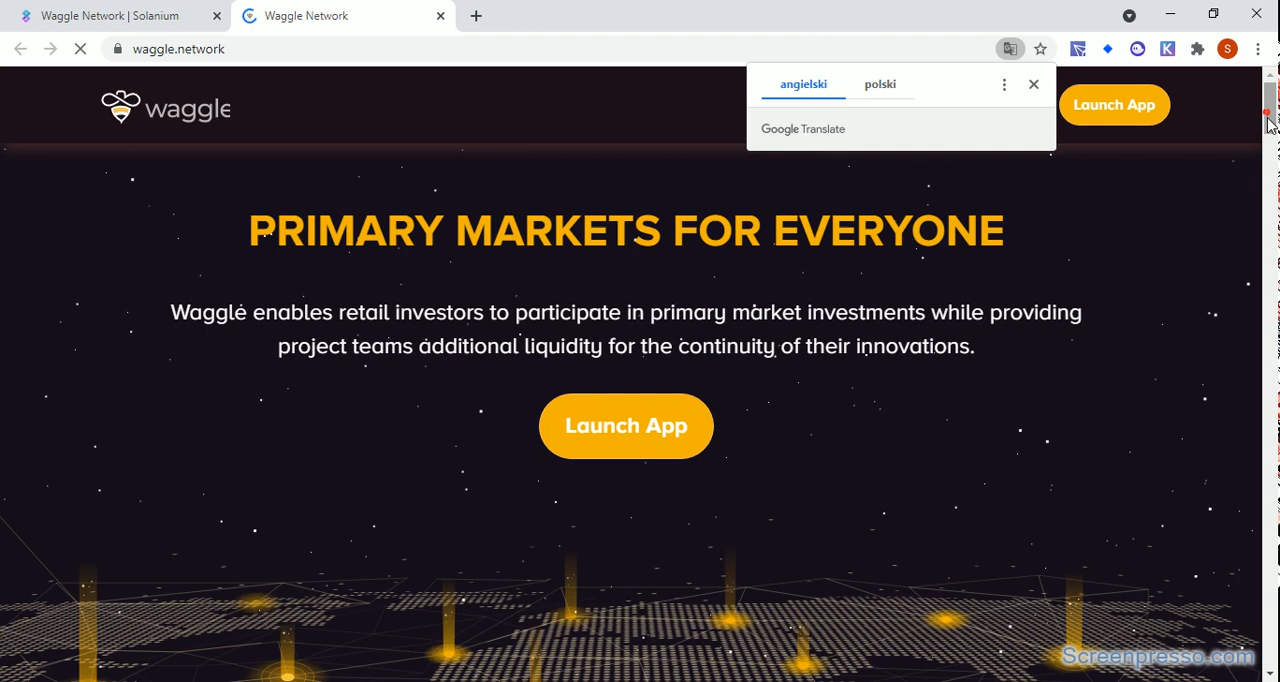 Waggle Network | Solanium
Waggle Network
waggle.network
S
K
angielski polski
Google Translate
waggle
Launch App
PRIMARY MARKETS FOR EVERYONE
Waggle enables retail investors to participate in primary market investments while providing
project teams additional liquidity for the continuity of their innovations.
Launch App
Screenpresso.com